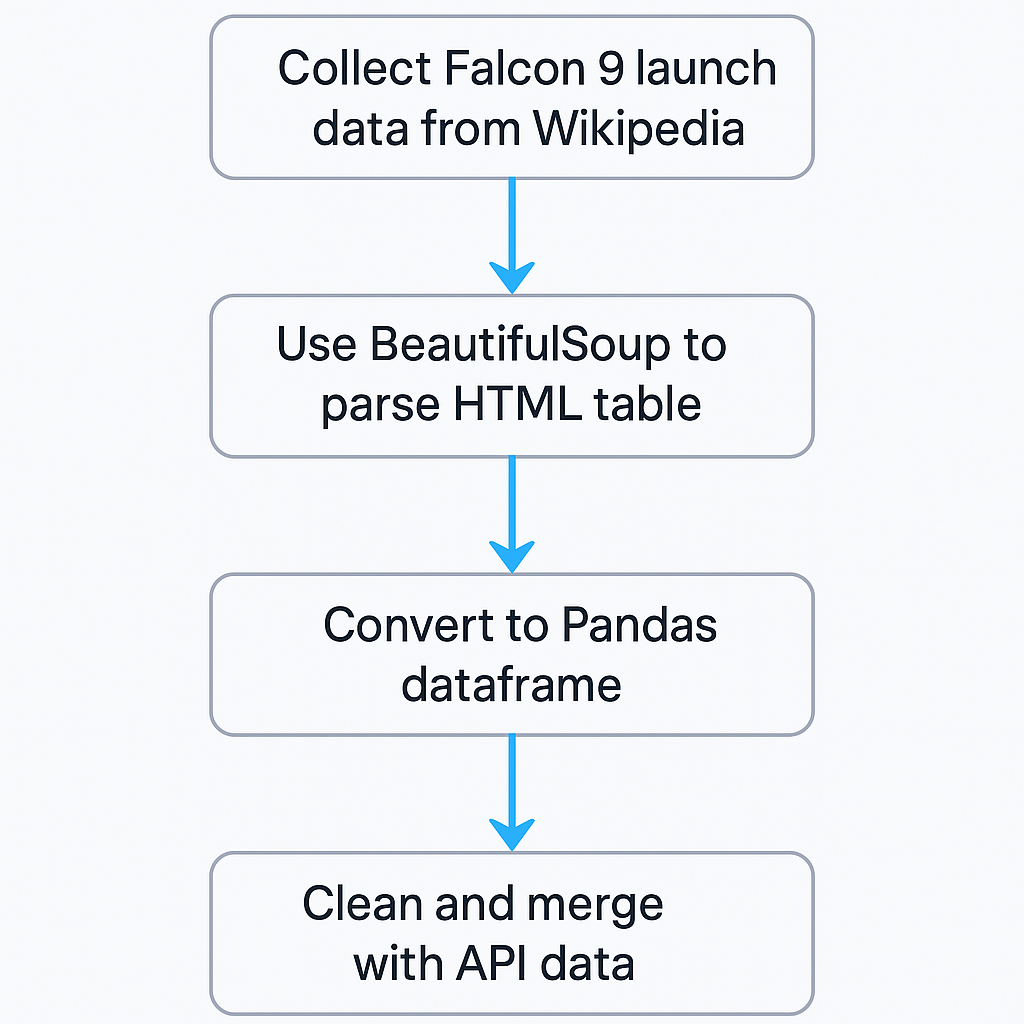 Collect Falcon 9 launch
data from Wikipedia
Use BeautifulSoup to
parse HTML table
Convert to Pandas
dataframe
Clean and merge
with API data